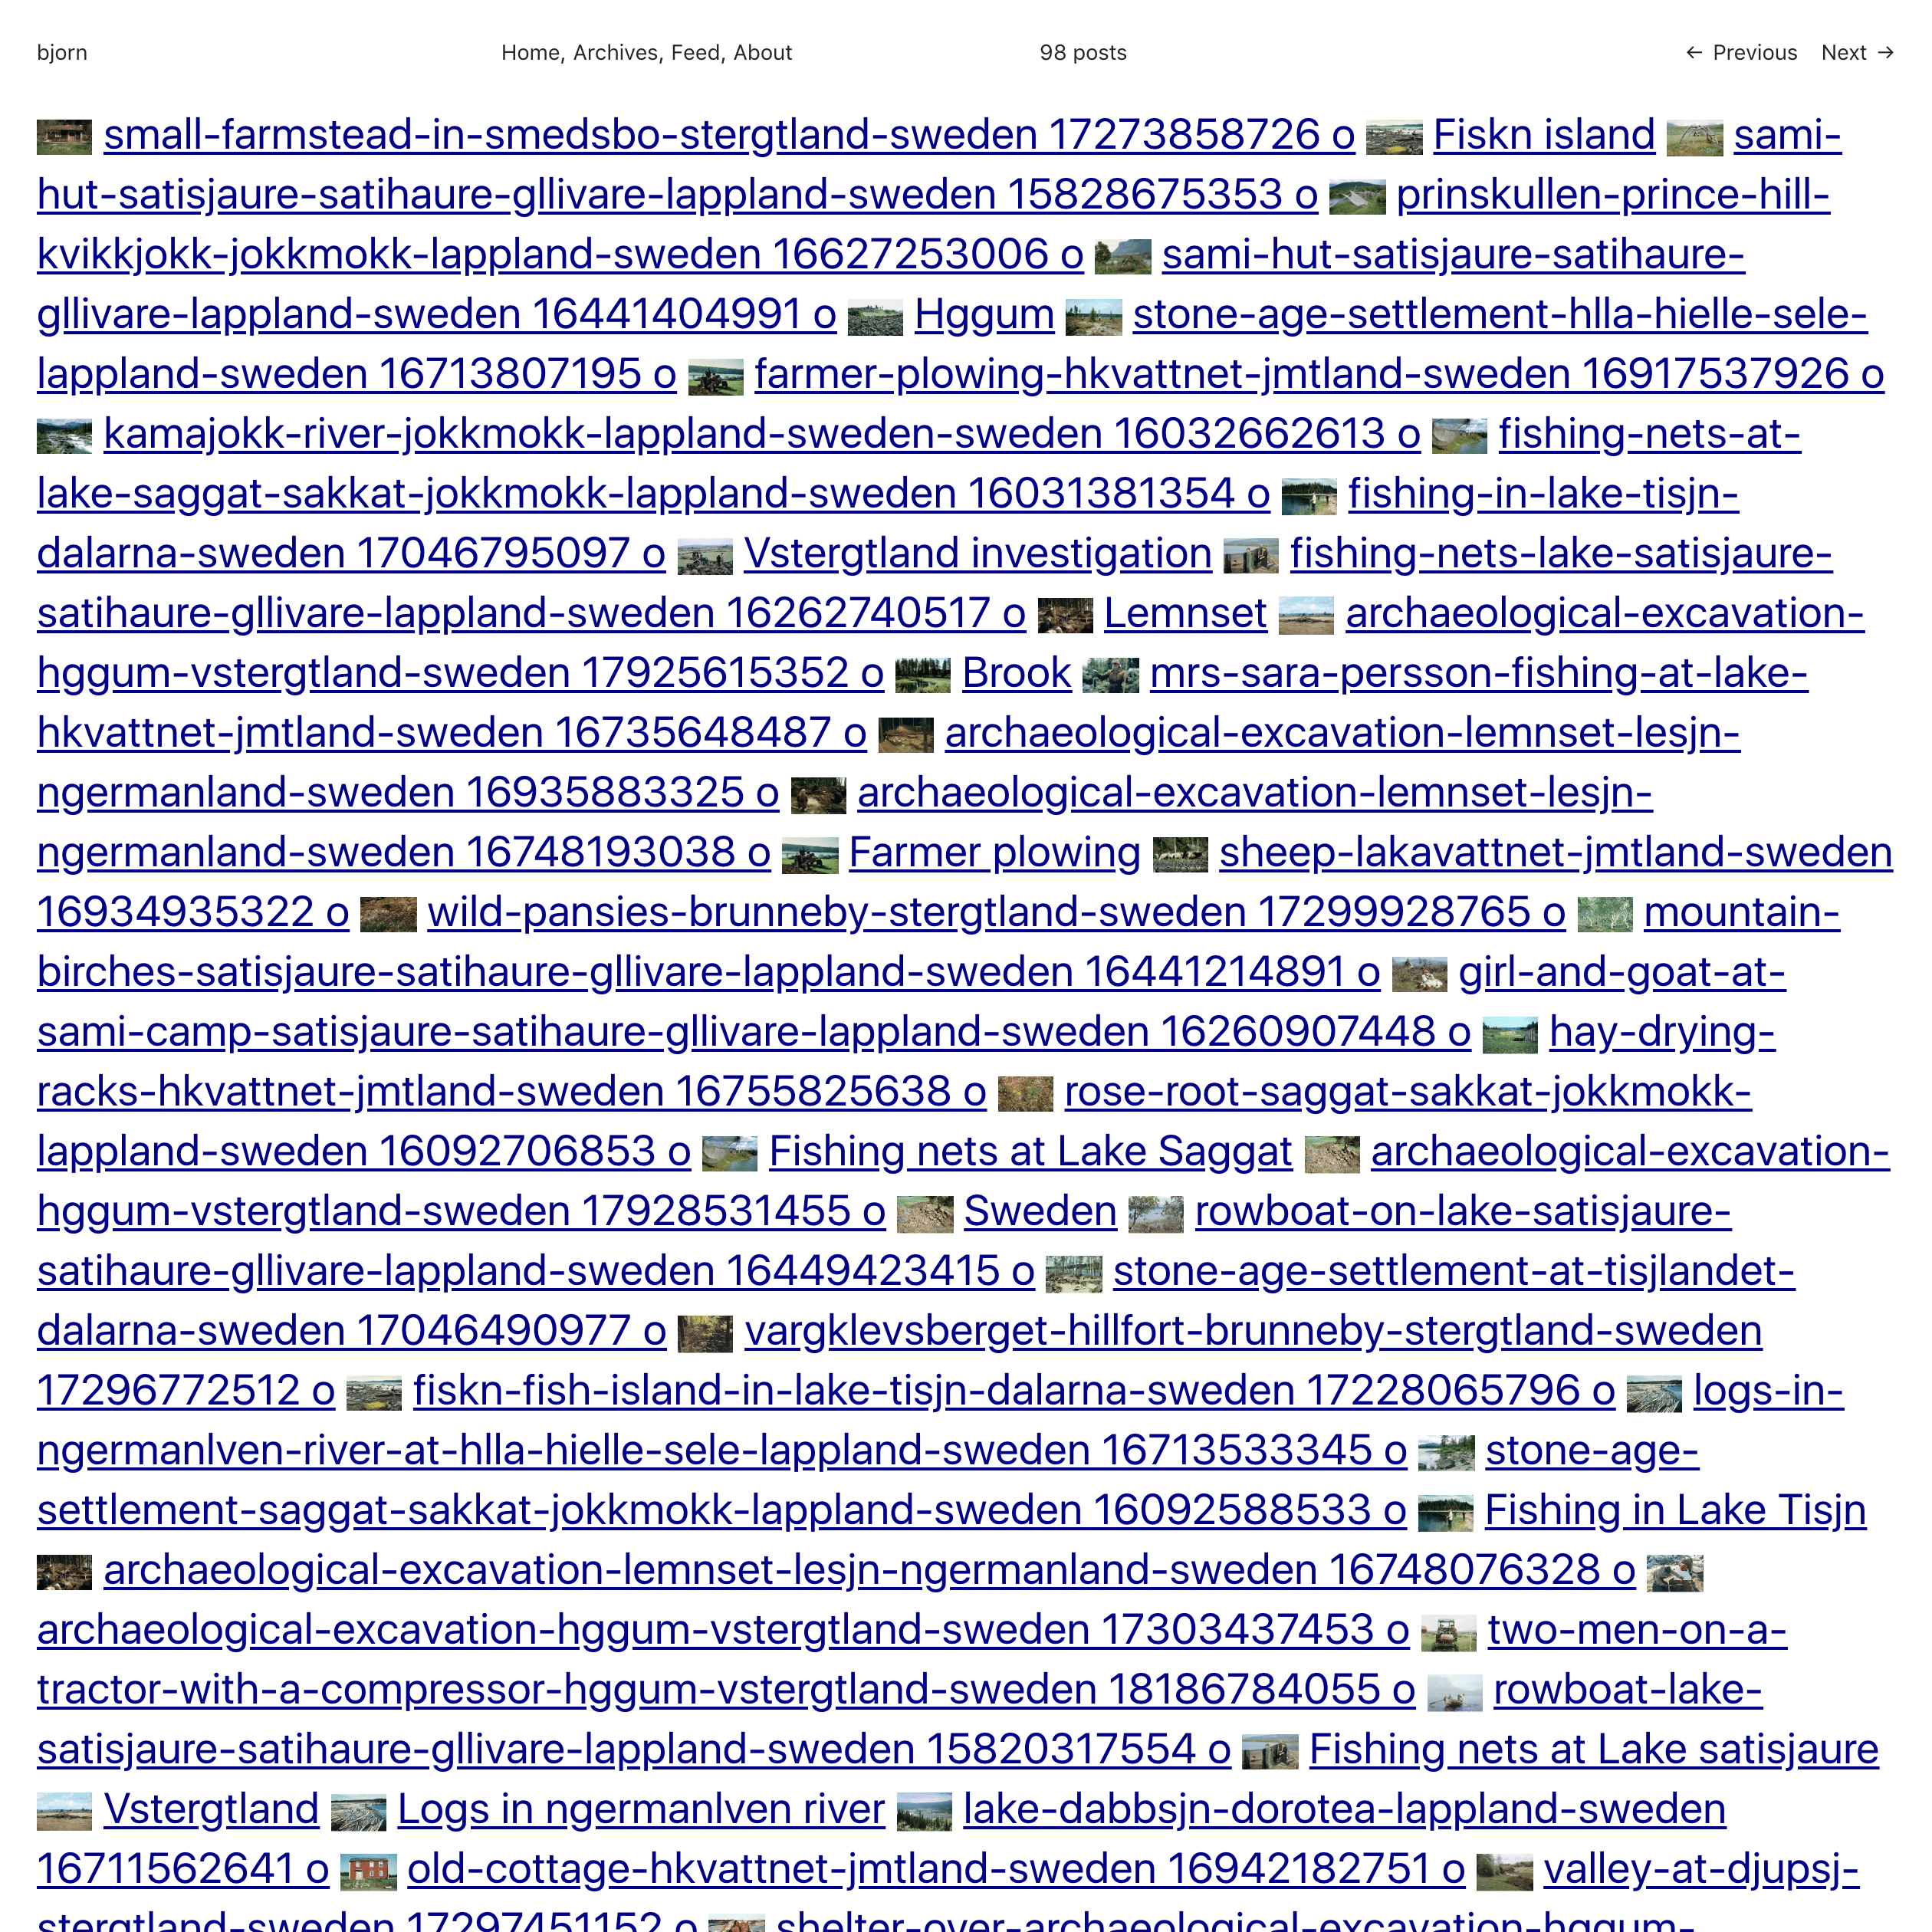 bjorn Home, Archives, Feed, About 98 posts ← Previous Next →
small-farmstead-in-smedsbo-stergtland-sweden 17273858726 o Fiskn island sami-
hut-satisjaure-satihaure-gllivare-lappland-sweden 15828675353 o prinskullen-prince-hill-
kvikkjokk-jokkmokk-lappland-sweden 16627253006 o sami-hut-satisjaure-satihaure-
gllivare-lappland-sweden 16441404991 o Hggum stone-age-settlement-hlla-hielle-sele-
lappland-sweden 16713807195 o farmer-plowing-hkvattnet-jmtland-sweden 16917537926 o
kamajokk-river-jokkmokk-lappland-sweden-sweden 16032662613 o fishing-nets-at-
lake-saggat-sakkat-jokkmokk-lappland-sweden 16031381354 o fishing-in-lake-tisjn-
dalarna-sweden 17046795097 o Vstergtland investigation fishing-nets-lake-satisjaure-
satihaure-gllivare-lappland-sweden 16262740517 o Lemnset archaeological-excavation-
hggum-vstergtland-sweden 17925615352 o Brook mrs-sara-persson-fishing-at-lake-
hkvattnet-jmtland-sweden 16735648487 o archaeological-excavation-lemnset-lesjn-
ngermanland-sweden 16935883325 o archaeological-excavation-lemnset-lesjn-
ngermanland-sweden 16748193038 o Farmer plowing sheep-lakavattnet-jmtland-sweden
16934935322 o wild-pansies-brunneby-stergtland-sweden 17299928765 o mountain-
birches-satisjaure-satihaure-gllivare-lappland-sweden 16441214891 o girl-and-goat-at-
sami-camp-satisjaure-satihaure-gllivare-lappland-sweden 16260907448 o hay-drying-
racks-hkvattnet-jmtland-sweden 16755825638 o rose-root-saggat-sakkat-jokkmokk-
lappland-sweden 16092706853 o Fishing nets at Lake Saggat archaeological-excavation-
hggum-vstergtland-sweden 17928531455 o Sweden rowboat-on-lake-satisjaure-
satihaure-gllivare-lappland-sweden 16449423415 o stone-age-settlement-at-tisjlandet-
dalarna-sweden 17046490977 o vargklevsberget-hillfort-brunneby-stergtland-sweden
17296772512 o fiskn-fish-island-in-lake-tisjn-dalarna-sweden 17228065796 o logs-in-
ngermanlven-river-at-hlla-hielle-sele-lappland-sweden 16713533345 o stone-age-
settlement-saggat-sakkat-jokkmokk-lappland-sweden 16092588533 o Fishing in Lake Tisjn
archaeological-excavation-lemnset-lesjn-ngermanland-sweden 16748076328 o
archaeological-excavation-hggum-vstergtland-sweden 17303437453 o two-men-on-a-
tractor-with-a-compressor-hggum-vstergtland-sweden 18186784055 o rowboat-lake-
satisjaure-satihaure-gllivare-lappland-sweden 15820317554 o Fishing nets at Lake satisjaure
Vstergtland Logs in ngermanlven river lake-dabbsjn-dorotea-lappland-sweden
16711562641 o old-cottage-hkvattnet-jmtland-sweden 16942182751 o valley-at-djupsj-
stergtland-sweden 17297451152 o shelter-over-archaeological-excavation-hggum-